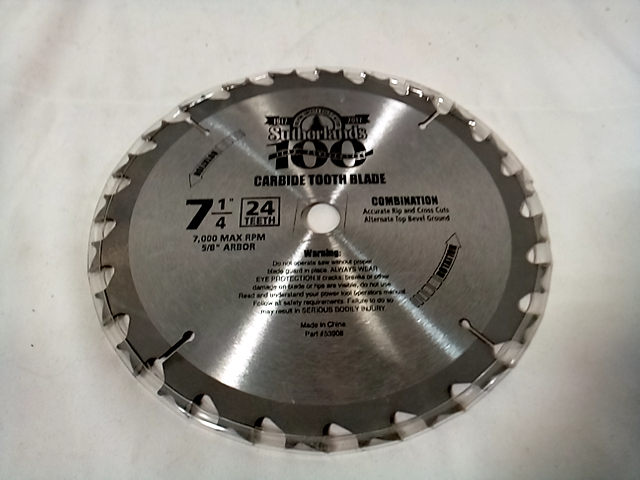 1917 2017
Sutherlands
100
CARBIDE TOOTH BLADE
ROTATION
7 1/4"
24
TEETH
7,000 MAX RPM
5/8" ARBOR
COMBINATION
Accurate Rip and Cross Cuts
Alternate Top Bevel Ground
Warning:
Do not operate saw without proper
blade guard in place. ALWAYS WEAR
EYE PROTECTION. If cracks, breaks or other
damage on blade or tips are visible, do not use.
Read and understand your power tool operators manual.
Follow all safety requirements. Failure to do so
may result in SERIOUS BODILY INJURY.
ROTATION
Made in China
Part #53908